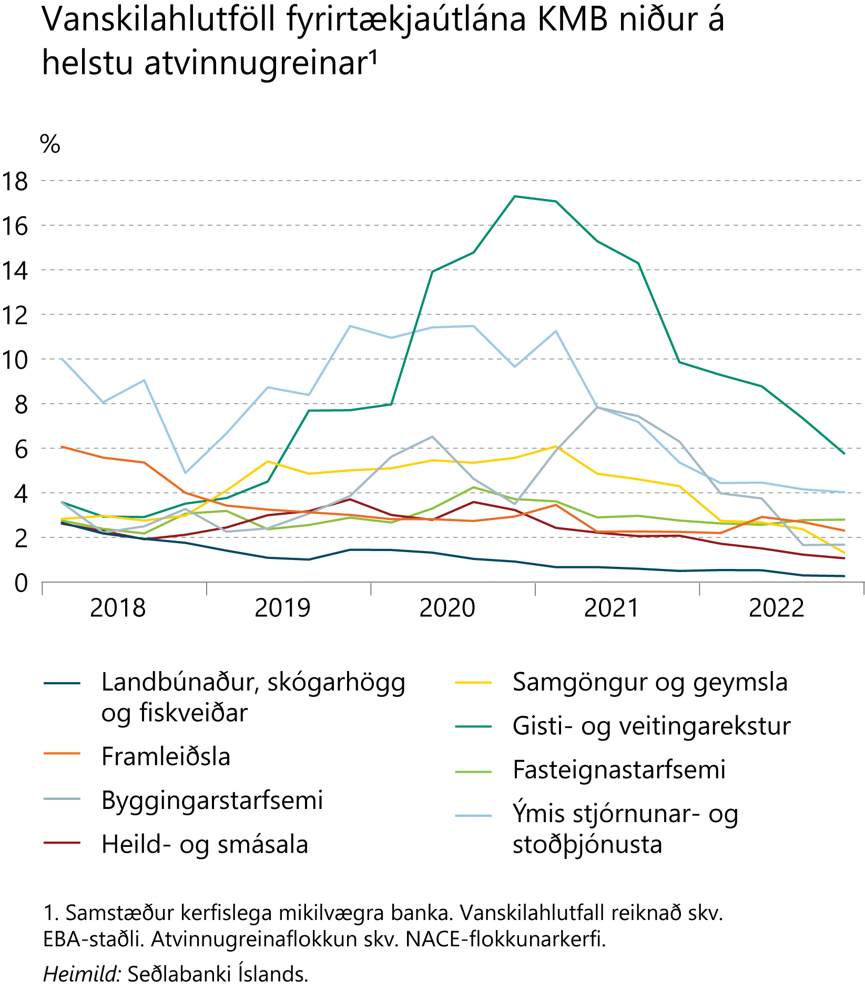 Vanskilahlutföll fyrirtækjaútlána KMB niður á
helstu atvinnugreinar¹
%
18
16
14
12
10
8
6
4
2
0
2018
2019
2020
2021
2022
Landbúnaður, skógarhögg
og fiskveiðar
Framleiðsla
Byggingarstarfsemi
Heild- og smásala
Samgöngur og geymsla
Gisti- og veitingarekstur
Fasteignastarfsemi
Ýmis stjórnunar- og
stoðþjónusta
1. Samstæður kerfislega mikilvægra banka. Vanskilahlutfall reiknað skv.
EBA-staðli. Atvinnugreinaflokkun skv. NACE-flokkunarkerfi.
Heimild: Seðlabanki Íslands.